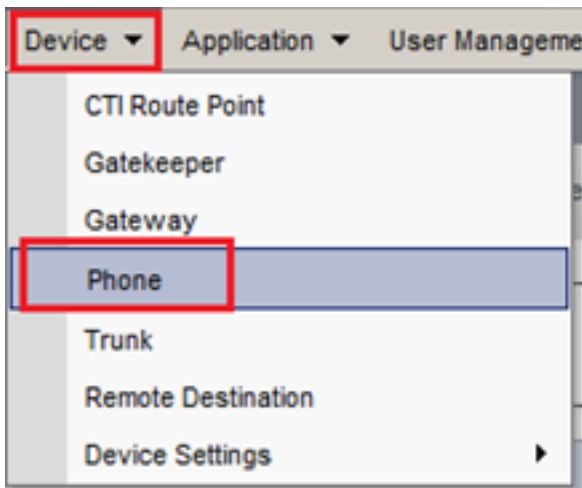 Device Application User Manageme
CTI Route Point
Gatekeeper
Gateway
Phone
Trunk
Remote Destination
Device Settings